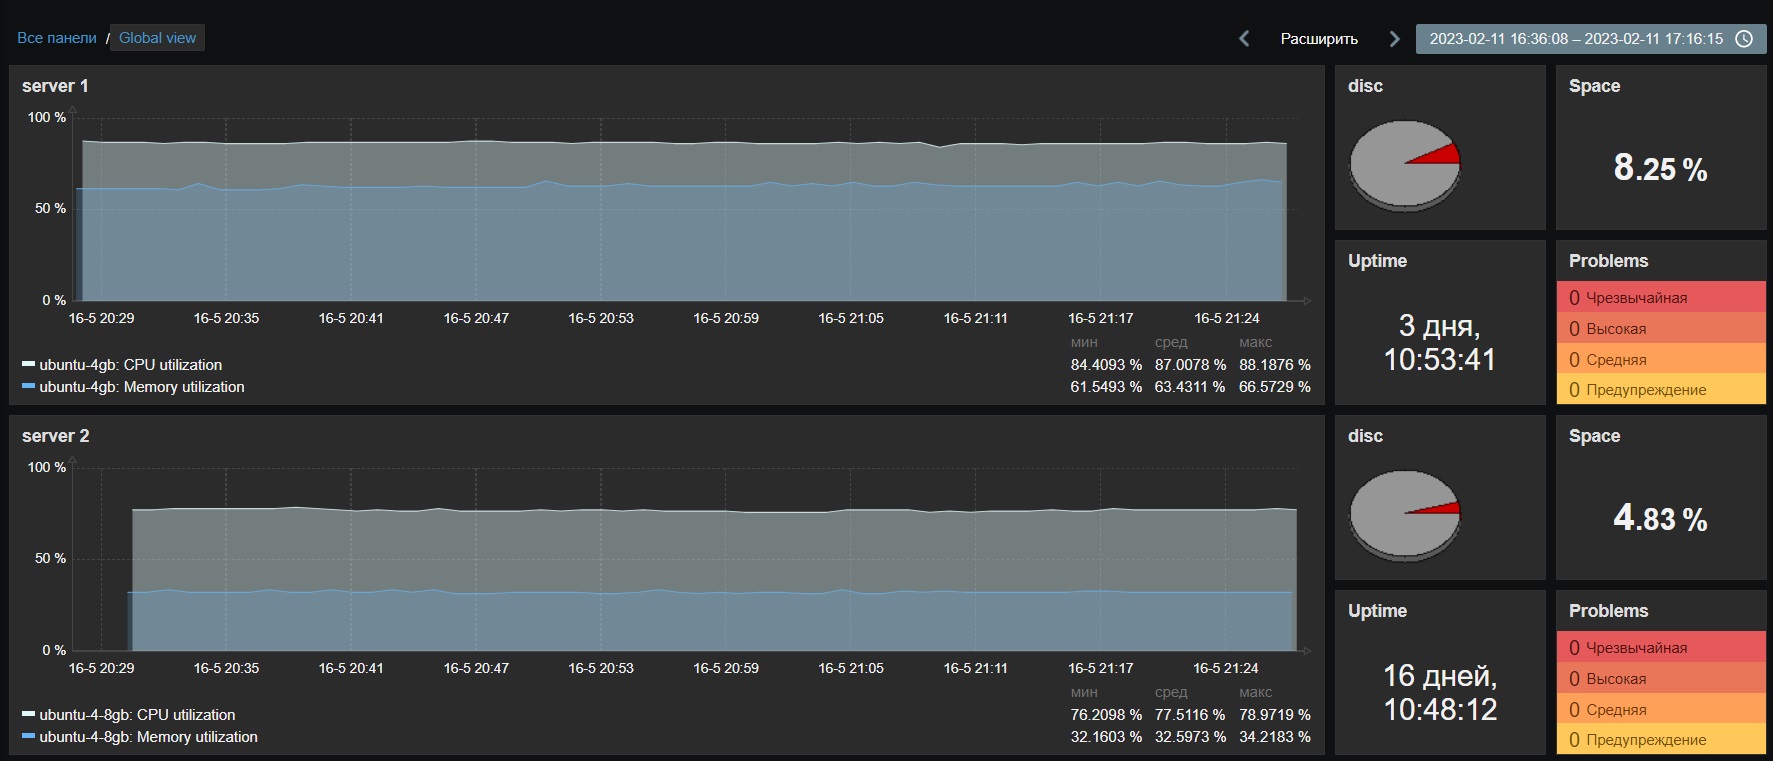 Все панели / Global view
Расширить
2023-02-11 16:36:08 – 2023-02-11 17:16:15
server 1
100 %
50 %
0 %
16-5 20:29 16-5 20:35 16-5 20:41 16-5 20:47 16-5 20:53 16-5 20:59 16-5 21:05 16-5 21:11 16-5 21:17 16-5 21:24
мин сред макс
ubuntu-4gb: CPU utilization 84.4093 % 87.0078 % 88.1876 %
ubuntu-4gb: Memory utilization 61.5493 % 63.4311 % 66.5729 %
disc
Space
8.25 %
Uptime
3 дня,
10:53:41
Problems
0 Чрезвычайная
0 Высокая
0 Средняя
0 Предупреждение
server 2
100 %
50 %
0 %
16-5 20:29 16-5 20:35 16-5 20:41 16-5 20:47 16-5 20:53 16-5 20:59 16-5 21:05 16-5 21:11 16-5 21:17 16-5 21:24
мин сред макс
ubuntu-4-8gb: CPU utilization 76.2098 % 77.5116 % 78.9719 %
ubuntu-4-8gb: Memory utilization 32.1603 % 32.5973 % 34.2183 %
disc
Space
4.83 %
Uptime
16 дней,
10:48:12
Problems
0 Чрезвычайная
0 Высокая
0 Средняя
0 Предупреждение